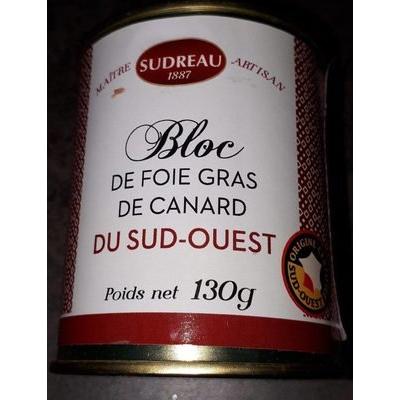 MAÎTRE ARTISAN
SUDREAU
1887
Bloc
DE FOIE GRAS
DE CANARD
DU SUD-OUEST
Poids net 130g
ORIGINE
SUD-OUEST